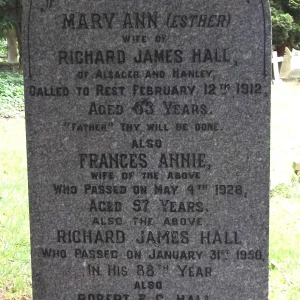 MARY ANN (ESTHER)
WIFE OF
RICHARD JAMES HALL,
OF ALSAGER AND HANLEY,
CALLED TO REST FEBRUARY 12TH 1912,
AGED 63 YEARS.
"FATHER" THY WILL BE DONE.
ALSO
FRANCES ANNIE,
WIFE OF THE ABOVE
WHO PASSED ON MAY 4TH 1928,
AGED 57 YEARS.
ALSO THE ABOVE
RICHARD JAMES HALL
WHO PASSED ON JANUARY 31ST 1950,
IN HIS 88TH YEAR
ALSO
ROBERT HALL